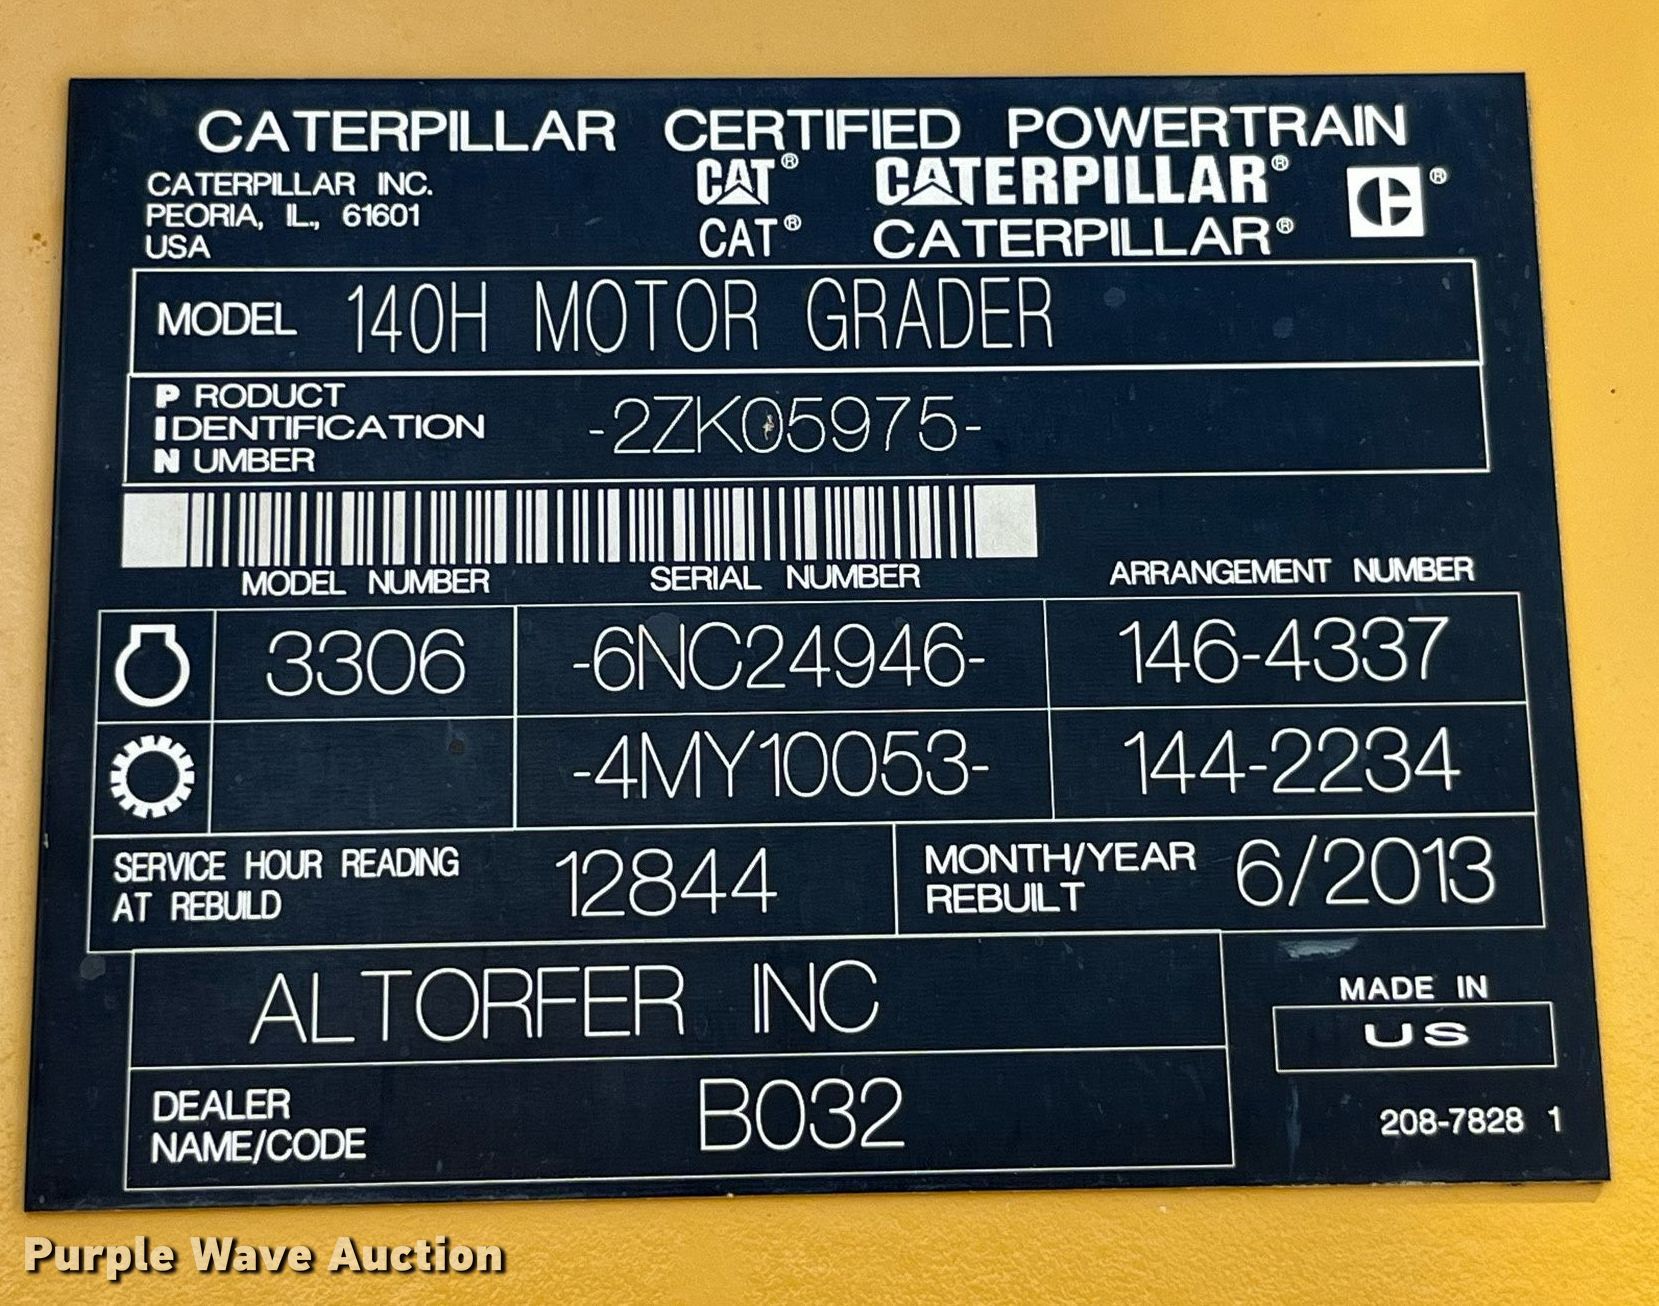 CATERPILLAR CERTIFIED POWERTRAIN
CATERPILLAR INC.
PEORIA, IL., 61601
USA
CAT® CATERPILLAR®
CAT® CATERPILLAR®
®
MODEL 140H MOTOR GRADER
PRODUCT
IDENTIFICATION
NUMBER
-2ZK05975-
MODEL NUMBER SERIAL NUMBER ARRANGEMENT NUMBER
3306 -6NC24946- 146-4337
-4MY10053- 144-2234
SERVICE HOUR READING
AT REBUILD
12844
MONTH/YEAR
REBUILT
6/2013
ALTORFER INC
DEALER
NAME/CODE
B032
MADE IN
US
208-7828 1
Purple Wave Auction